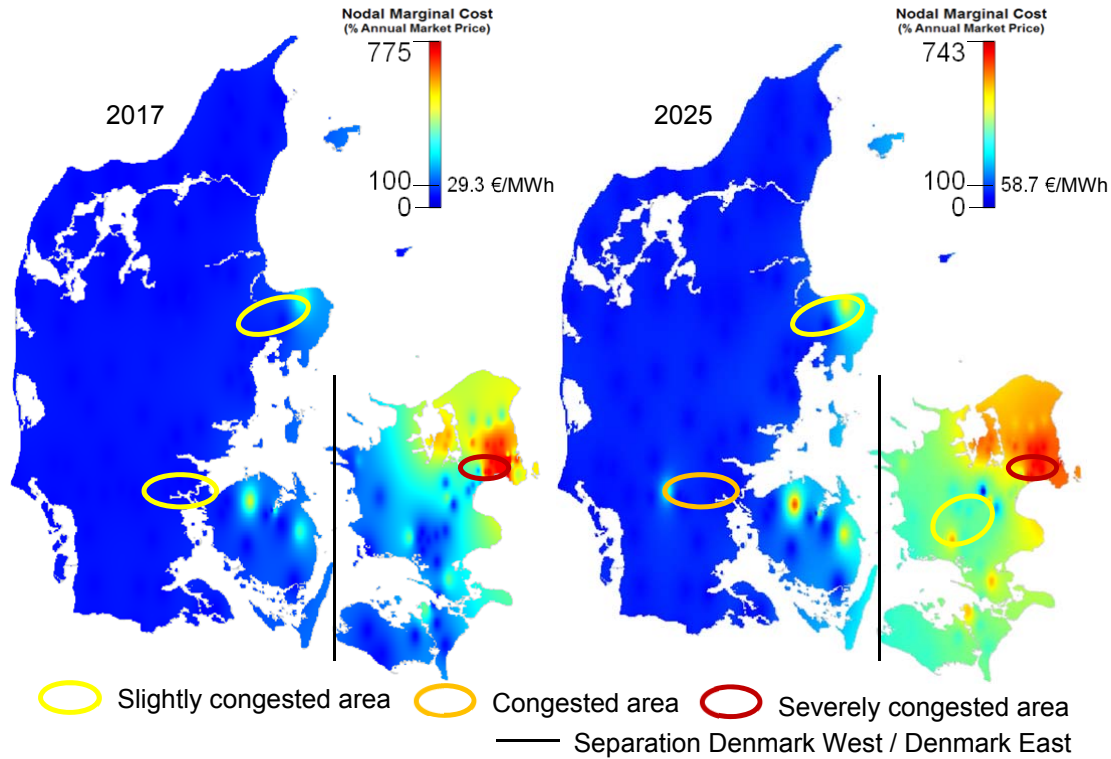 Nodal Marginal Cost
(% Annual Market Price)
775
2017
100
29.3 €/MWh
0
Nodal Marginal Cost
(% Annual Market Price)
743
2025
100
58.7 €/MWh
0
Slightly congested area
Congested area
Severely congested area
Separation Denmark West / Denmark East